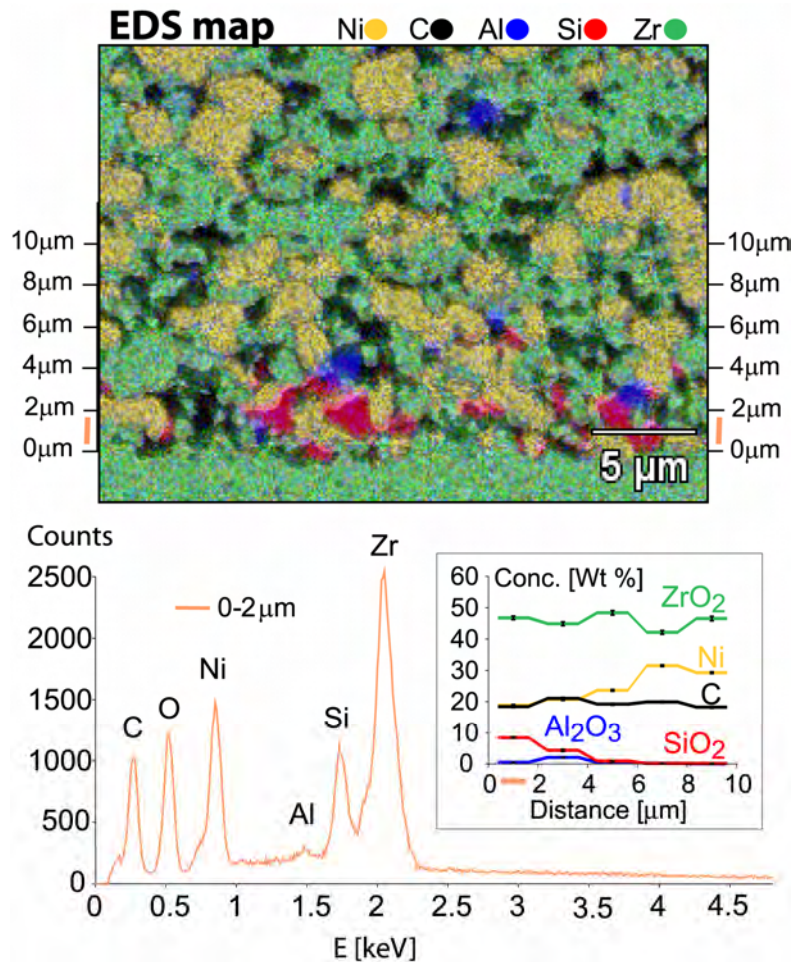 EDS map Ni C Al Si Zr
10μm 10μm
8μm 8μm
6μm 6μm
4μm 4μm
2μm 2μm
0μm 0μm
5 μm
Counts
2500
2000
1500
1000
500
0
0 0.5 1 1.5 2 2.5 3 3.5 4 4.5
E [keV]
0-2μm
C O Ni Al Si Zr
60
50
40
30
20
10
0
Conc. [Wt %]
ZrO2
Ni
C
Al2O3
SiO2
0 2 4 6 8 10
Distance [μm]